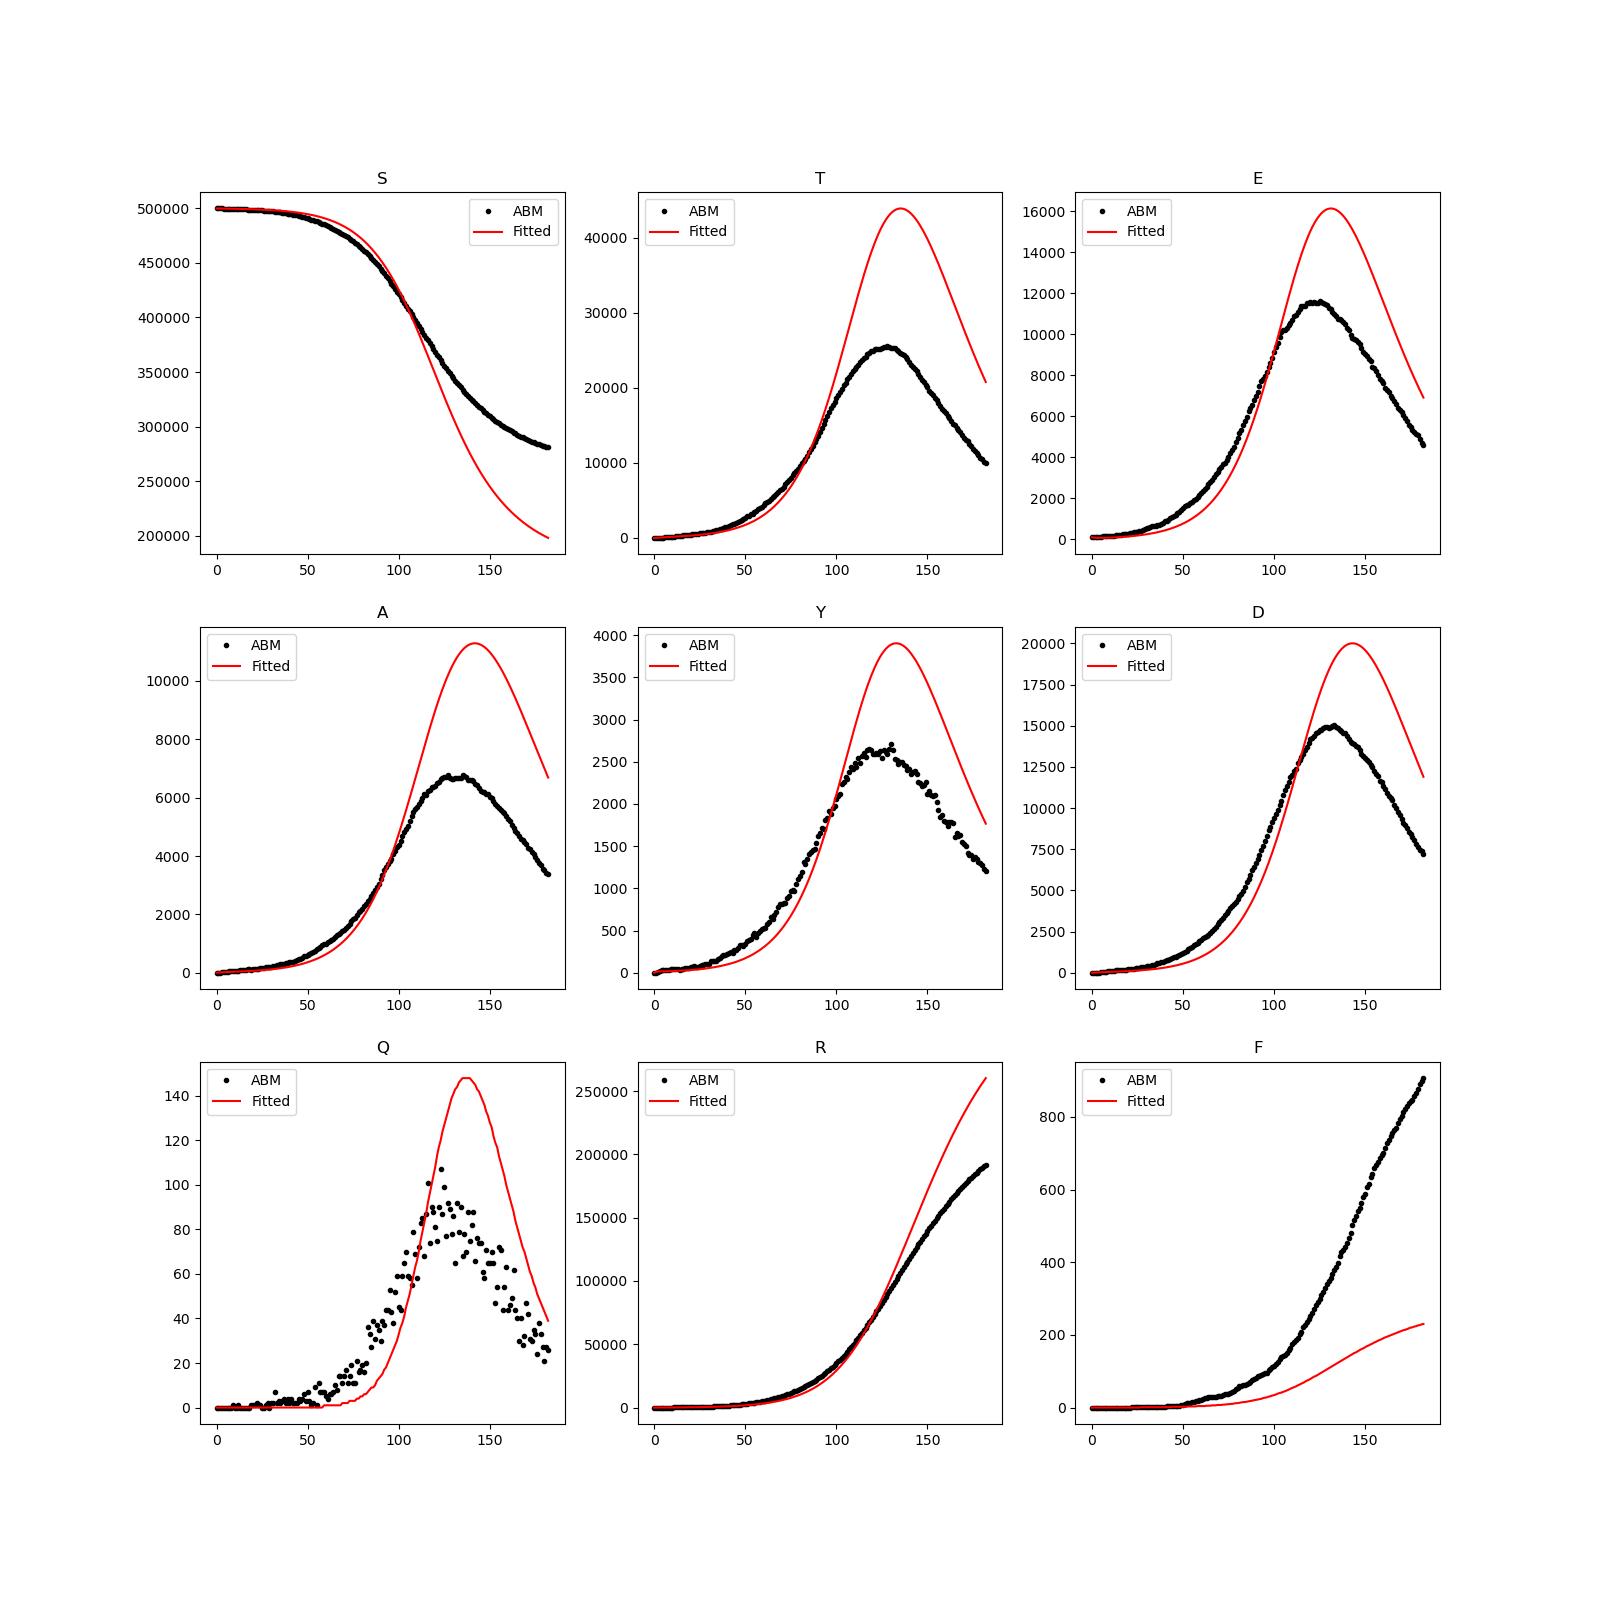 S
500000
450000
400000
350000
300000
250000
200000
0 50 100 150
ABM
Fitted
T
40000
30000
20000
10000
0
0 50 100 150
ABM
Fitted
E
16000
14000
12000
10000
8000
6000
4000
2000
0
0 50 100 150
ABM
Fitted
A
10000
8000
6000
4000
2000
0
0 50 100 150
ABM
Fitted
Y
4000
3500
3000
2500
2000
1500
1000
500
0
0 50 100 150
ABM
Fitted
D
20000
17500
15000
12500
10000
7500
5000
2500
0
0 50 100 150
ABM
Fitted
Q
140
120
100
80
60
40
20
0
0 50 100 150
ABM
Fitted
R
250000
200000
150000
100000
50000
0
0 50 100 150
ABM
Fitted
F
800
600
400
200
0
0 50 100 150
ABM
Fitted